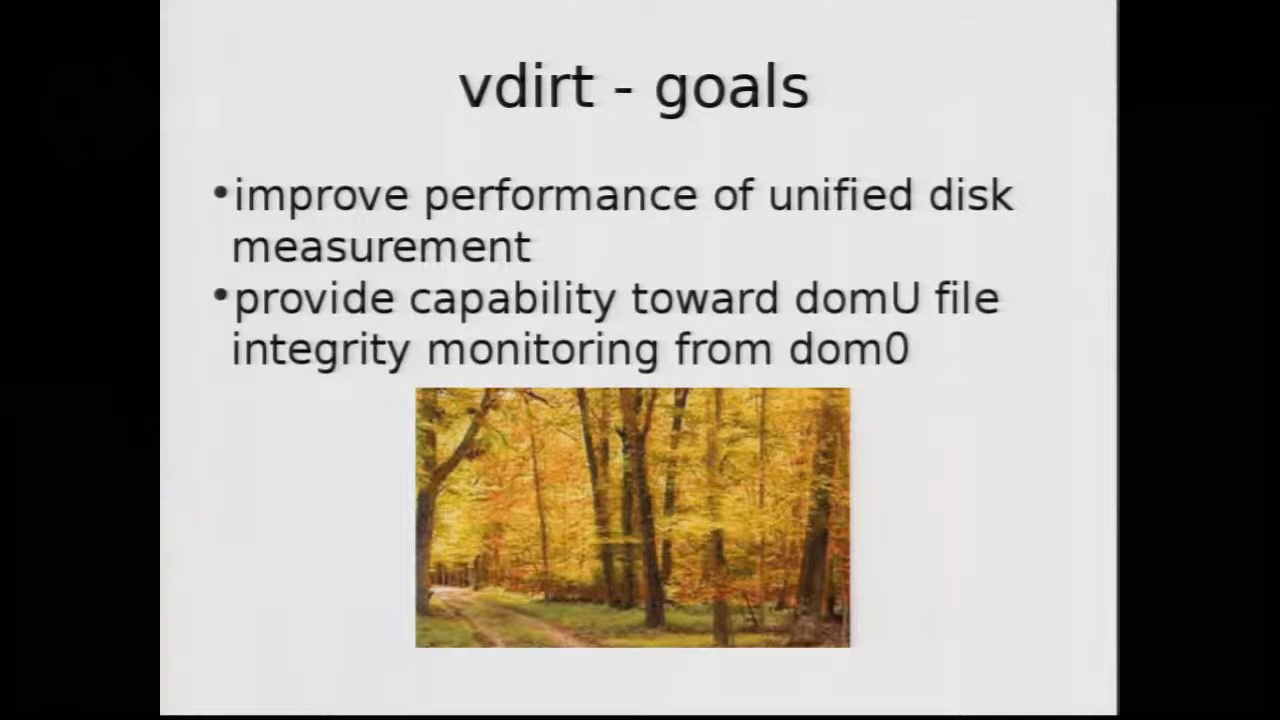 vdirt - goals
•improve performance of unified disk
measurement
•provide capability toward domU file
integrity monitoring from dom0